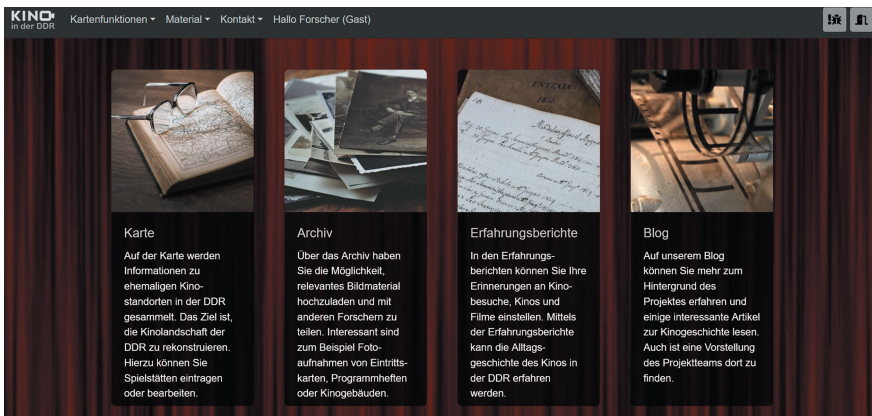 KINO
in der DDR
Kartenfunktionen Material Kontakt Hallo Forscher (Gast)
Karte
Auf der Karte werden
Informationen zu
ehemaligen Kino-
standorten in der DDR
gesammelt. Das Ziel ist,
die Kinolandschaft der
DDR zu rekonstruieren.
Hierzu können Sie
Spielstätten eintragen
oder bearbeiten.
Archiv
Über das Archiv haben
Sie die Möglichkeit,
relevantes Bildmaterial
hochzuladen und mit
anderen Forschern zu
teilen. Interessant sind
zum Beispiel Foto-
aufnahmen von Eintritts-
karten, Programmheften
oder Kinogebäuden.
Erfahrungsberichte
In den Erfahrungs-
berichten können Sie Ihre
Erinnerungen an Kino-
besuche, Kinos und
Filme einstellen. Mittels
der Erfahrungsberichte
kann die Alltags-
geschichte des Kinos in
der DDR erfahren
werden.
Blog
Auf unserem Blog
können Sie mehr zum
Hintergrund des
Projektes erfahren und
einige interessante Artikel
zur Kinogeschichte lesen.
Auch ist eine Vorstellung
des Projektteams dort zu
finden.